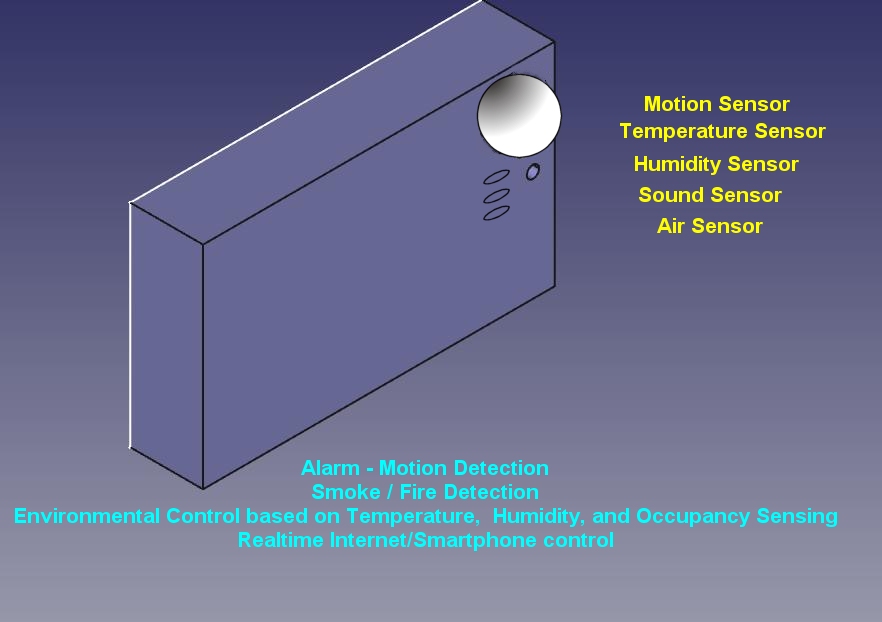 Motion Sensor
Temperature Sensor
Humidity Sensor
Sound Sensor
Air Sensor
Alarm - Motion Detection
Smoke / Fire Detection
Environmental Control based on Temperature,  Humidity, and Occupancy Sensing
Realtime Internet/Smartphone control